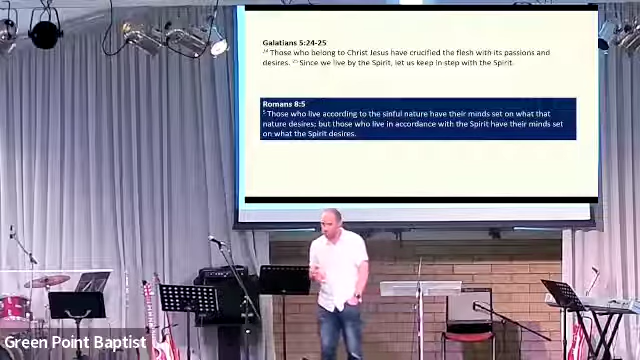 Galatians 5:24-25
24 Those who belong to Christ Jesus have crucified the flesh with its passions and
desires. 25 Since we live by the Spirit, let us keep in step with the Spirit.
Romans 8:5
5 Those who live according to the sinful nature have their minds set on what that
nature desires; but those who live in accordance with the Spirit have their minds set
on what the Spirit desires.
Green Point Baptist